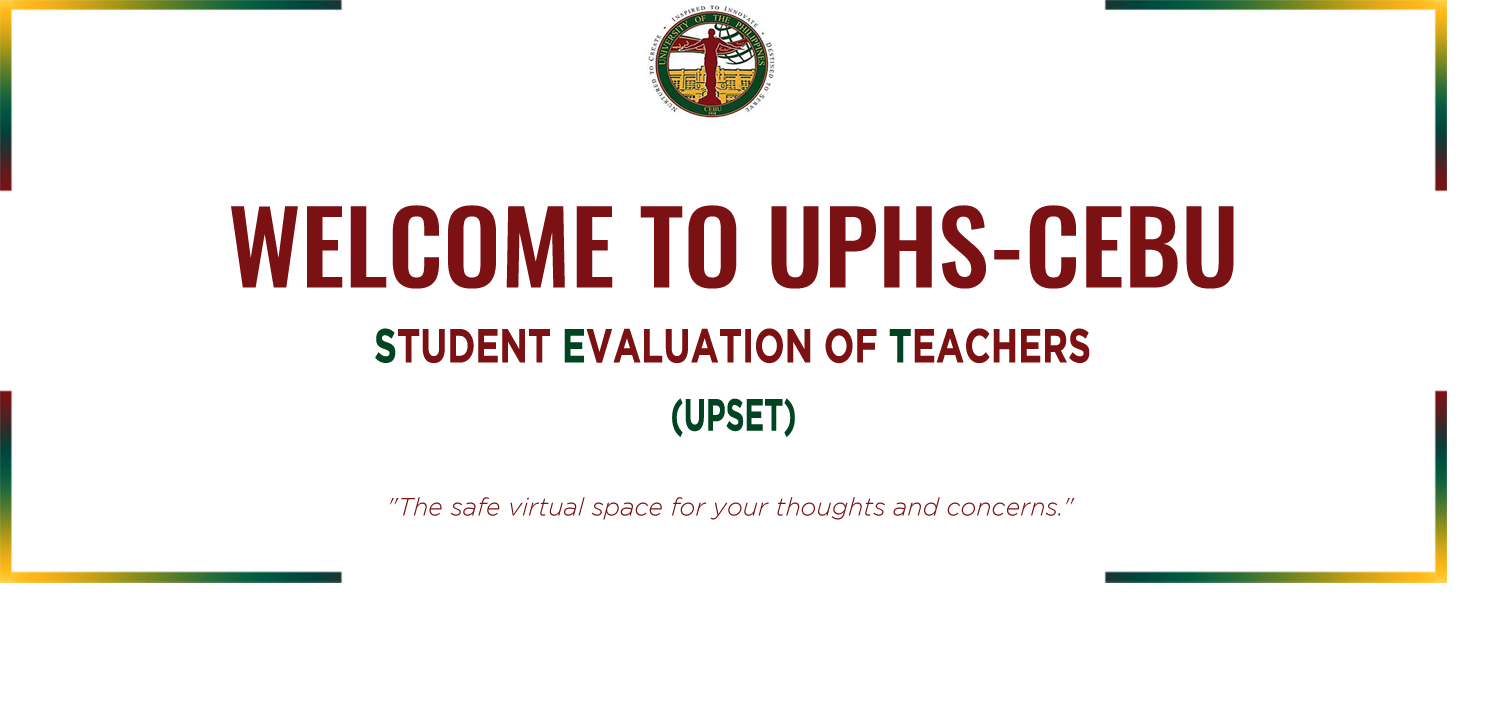 NURTURED TO CREATE • INSPIRED TO INNOVATE • DESTINED TO SERVE
UNIVERSITY OF THE PHILIPPINES
CEBU
WELCOME TO UPHS-CEBU
STUDENT EVALUATION OF TEACHERS
(UPSET)
"The safe virtual space for your thoughts and concerns."